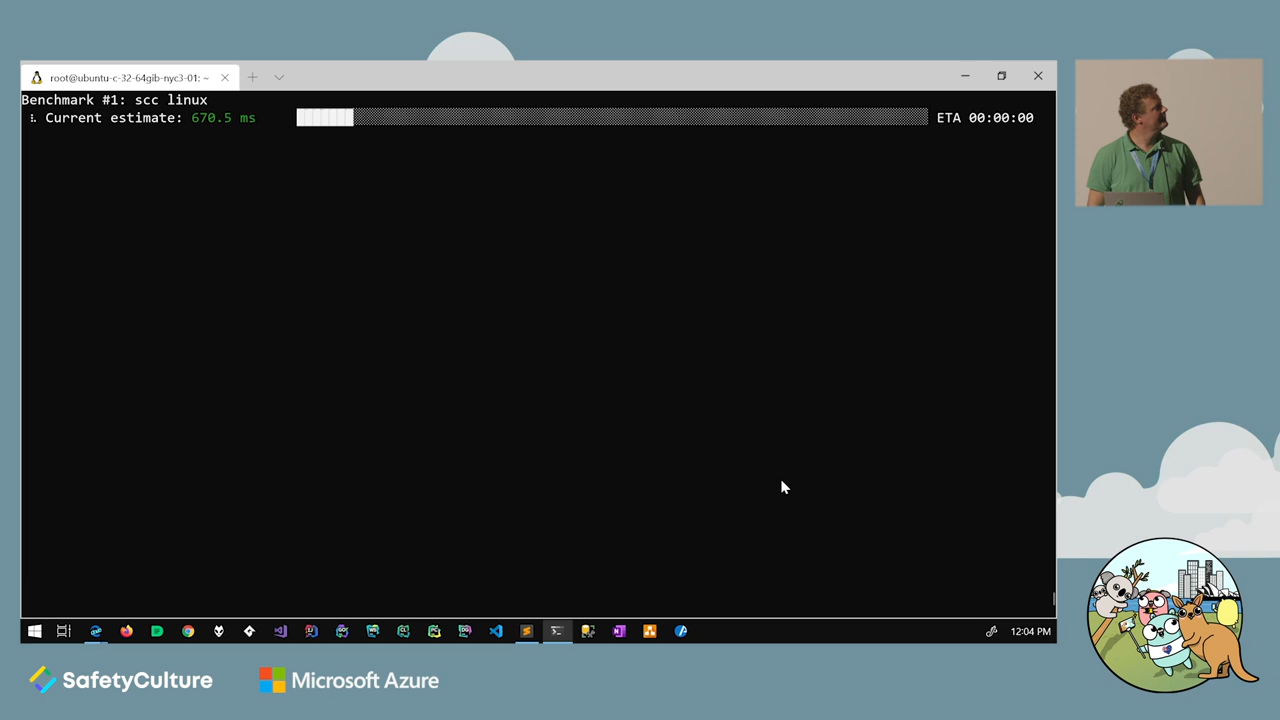 root@ubuntu-c-32-64gib-nyc3-01: ~
Benchmark #1: scc linux
Current estimate: 670.5 ms
ETA 00:00:00
12:04 PM
SafetyCulture
Microsoft Azure